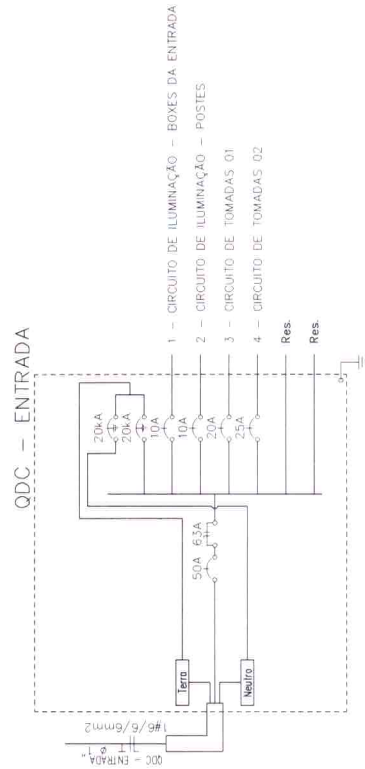 QDC - ENTRADA
20kA
20kA
10A
10A
20A
25A
50A
63A
Terra
Neutro
1#6/6/6mm2
QDC - ENTRADA"
1 - CIRCUITO DE ILUMINAÇÃO - BOXES DA ENTRADA
2 - CIRCUITO DE ILUMINAÇÃO - POSTES
3 - CIRCUITO DE TOMADAS 01
4 - CIRCUITO DE TOMADAS 02
Res.
Res.